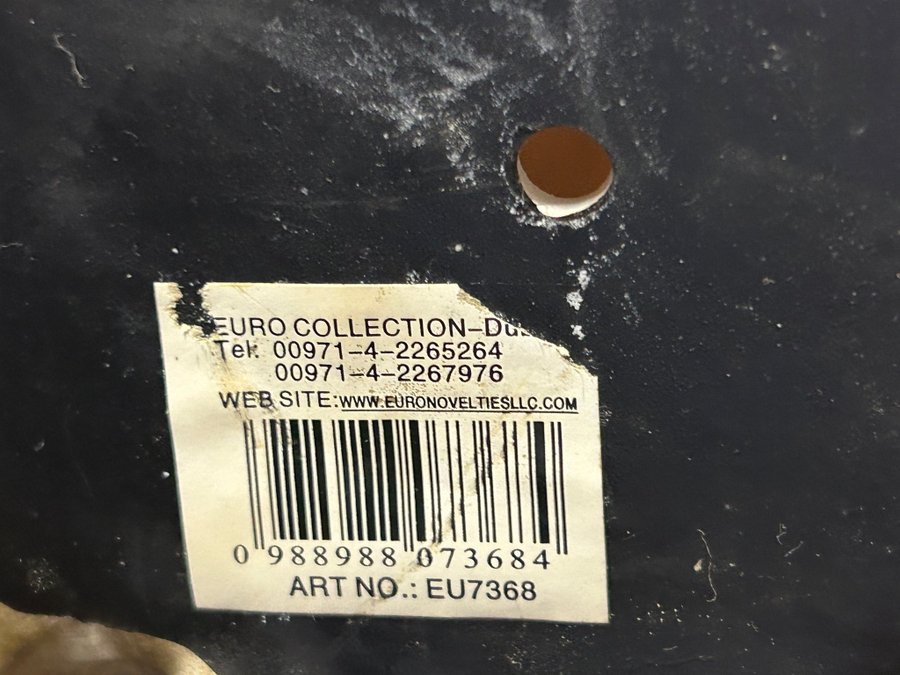 EURO COLLECTION-
Tel: 00971-4-2265264
00971-4-2267976
WEB SITE:WWW.EURONOVELTIESLLC.COM
0 988988 073684
ART NO.: EU7368